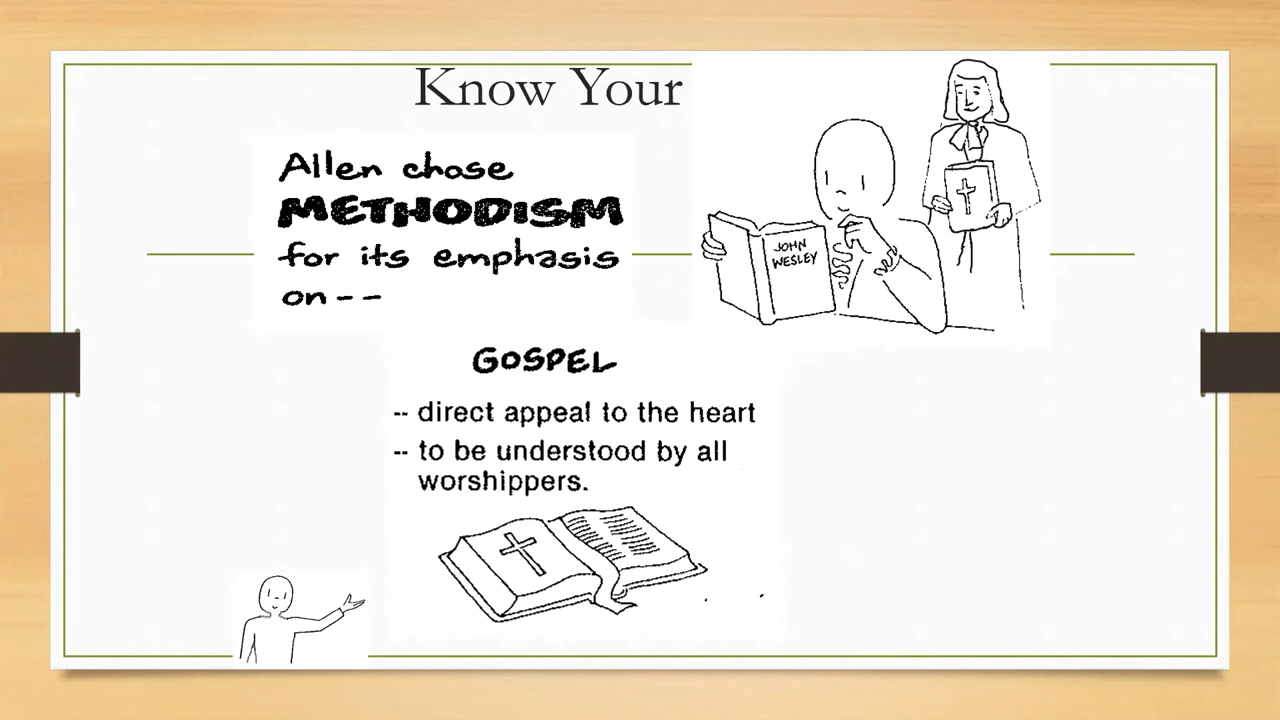 Know Your
Allen chose
METHODISM
for its emphasis
on--
JOHN
WESLEY
GOSPEL
-- direct appeal to the heart
-- to be understood by all
worshippers.